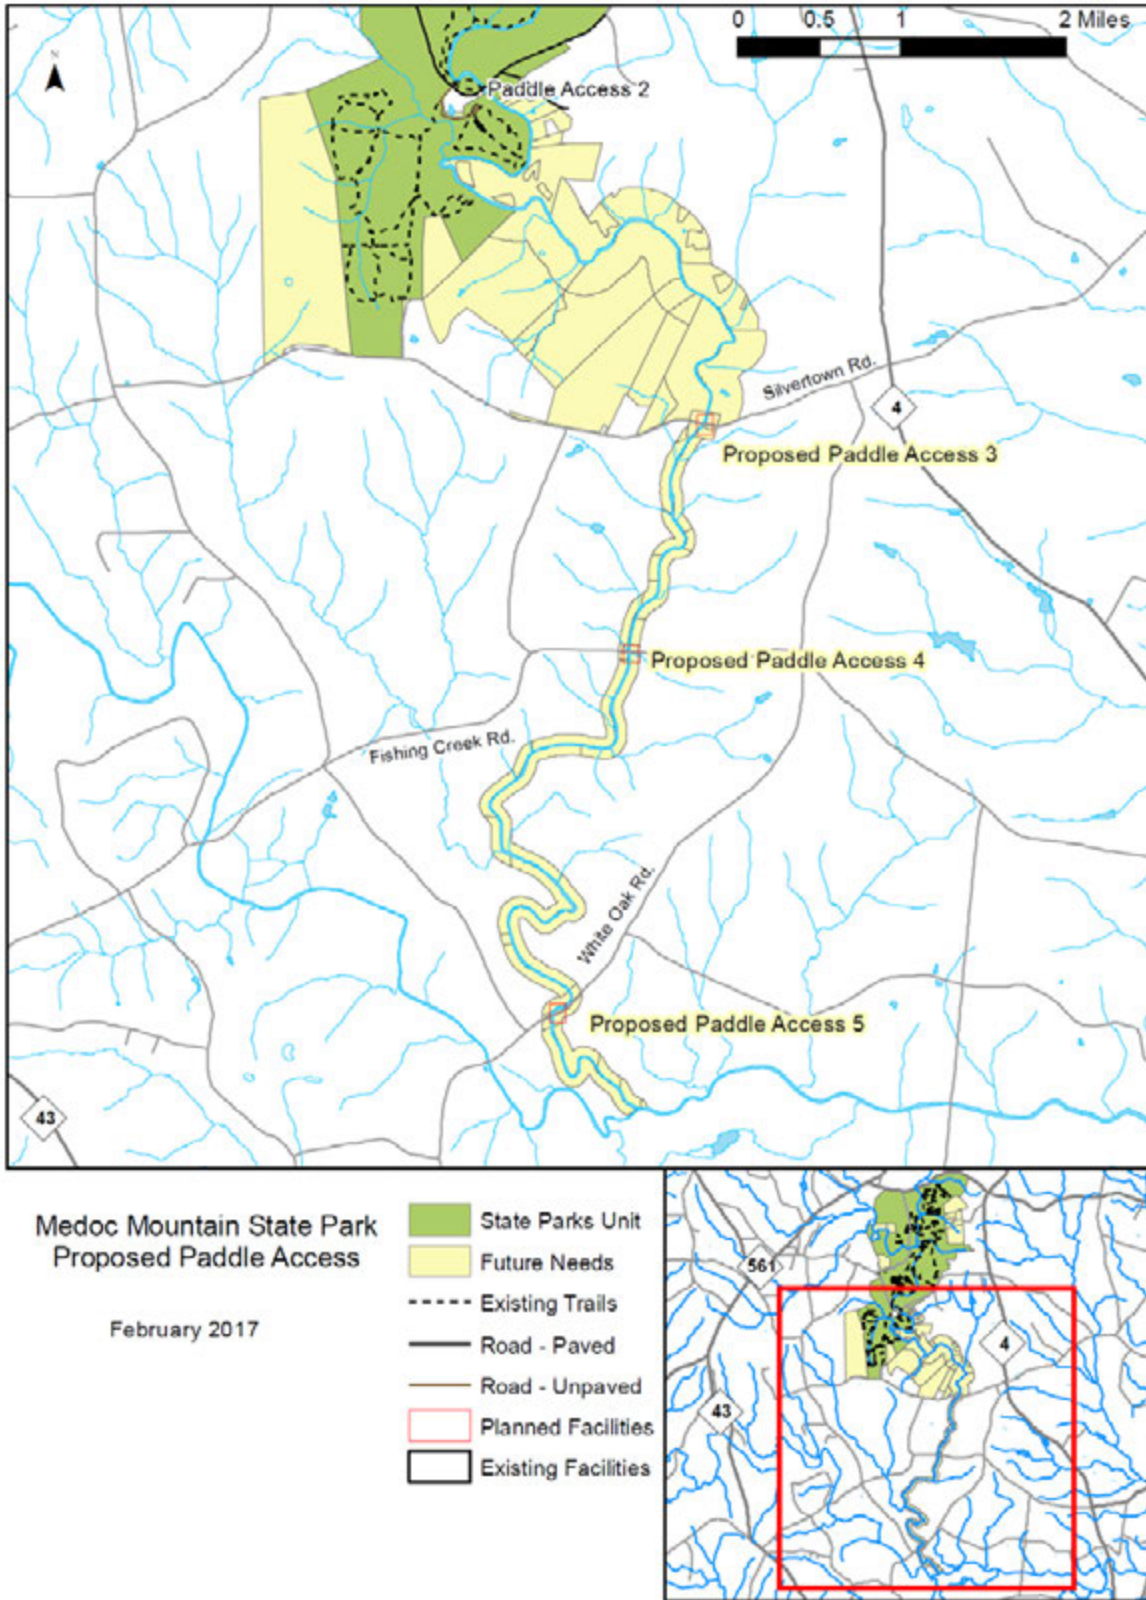 0 0.5 1 2 Miles
N
Paddle Access 2
Silvertown Rd.
4
Proposed Paddle Access 3
Proposed Paddle Access 4
Fishing Creek Rd.
White Oak Rd.
Proposed Paddle Access 5
43
Medoc Mountain State Park
Proposed Paddle Access
February 2017
State Parks Unit
Future Needs
Existing Trails
Road - Paved
Road - Unpaved
Planned Facilities
Existing Facilities
561
4
43